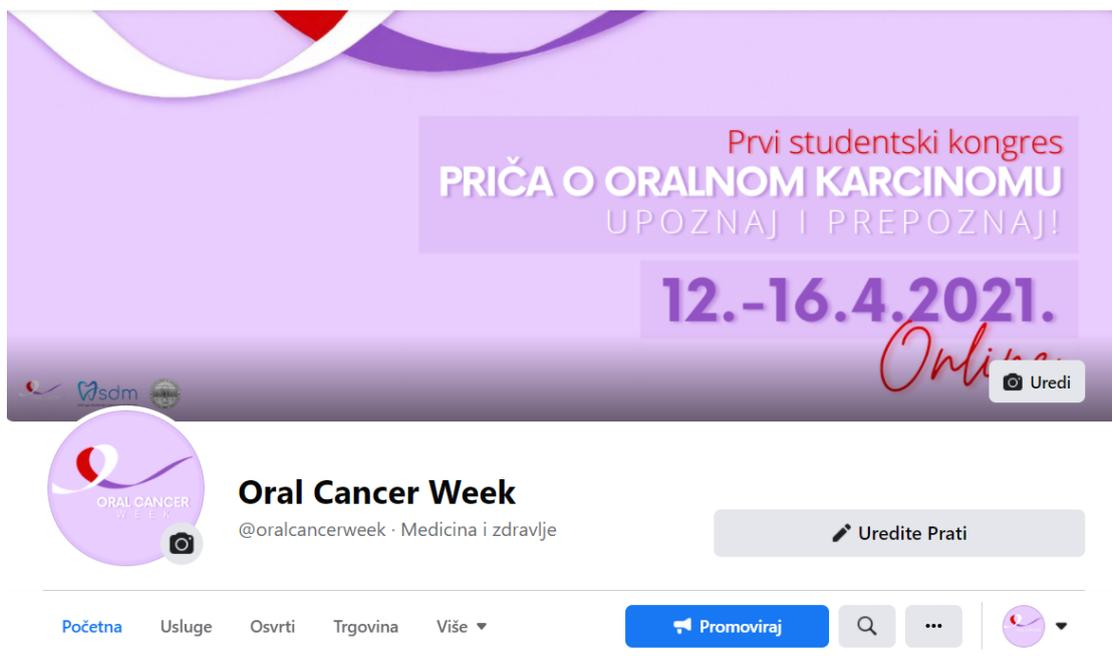 Prvi studentski kongres
PRIČA O ORALNOM KARCINOMU
UPOZNAJ I PREPOZNAJ!
12.-16.4.2021.
Online
Uredi
sdm
ORAL CANCER
WEEK
Oral Cancer Week
@oralcancerweek · Medicina i zdravlje
Uredite Prati
Početna Usluge Osvrti Trgovina Više Promoviraj